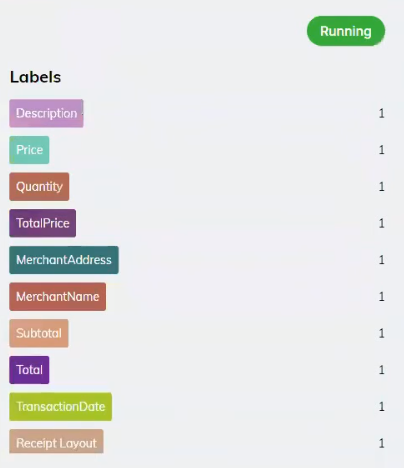 Running
Labels
Description 1
Price 1
Quantity 1
TotalPrice 1
MerchantAddress 1
MerchantName 1
Subtotal 1
Total 1
TransactionDate 1
Receipt Layout 1